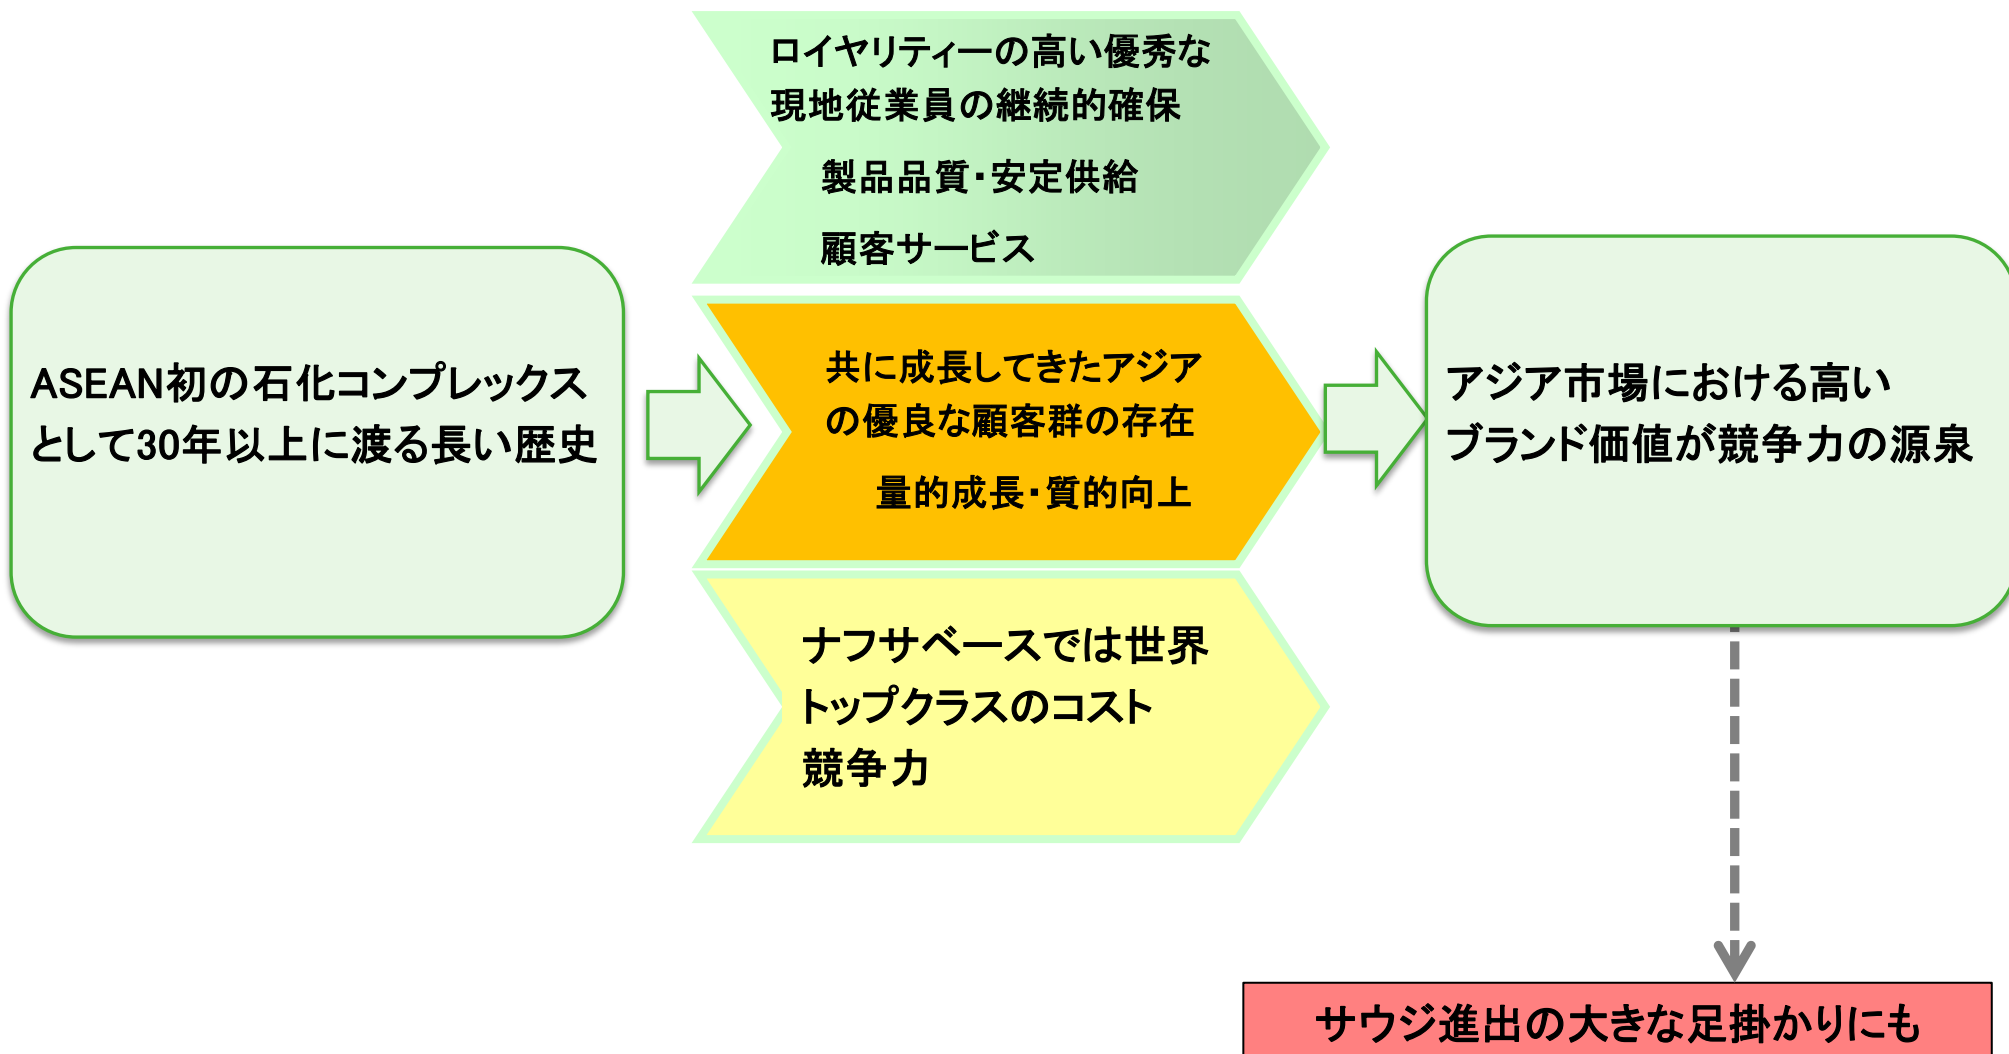 ロイヤリティーの高い優秀な
現地従業員の継続的確保
製品品質・安定供給
顧客サービス
ASEAN初の石化コンプレックス
として30年以上に渡る長い歴史
共に成長してきたアジア
の優良な顧客群の存在
量的成長・質的向上
アジア市場における高い
ブランド価値が競争力の源泉
ナフサベースでは世界
トップクラスのコスト
競争力
サウジ進出の大きな足掛かりにも